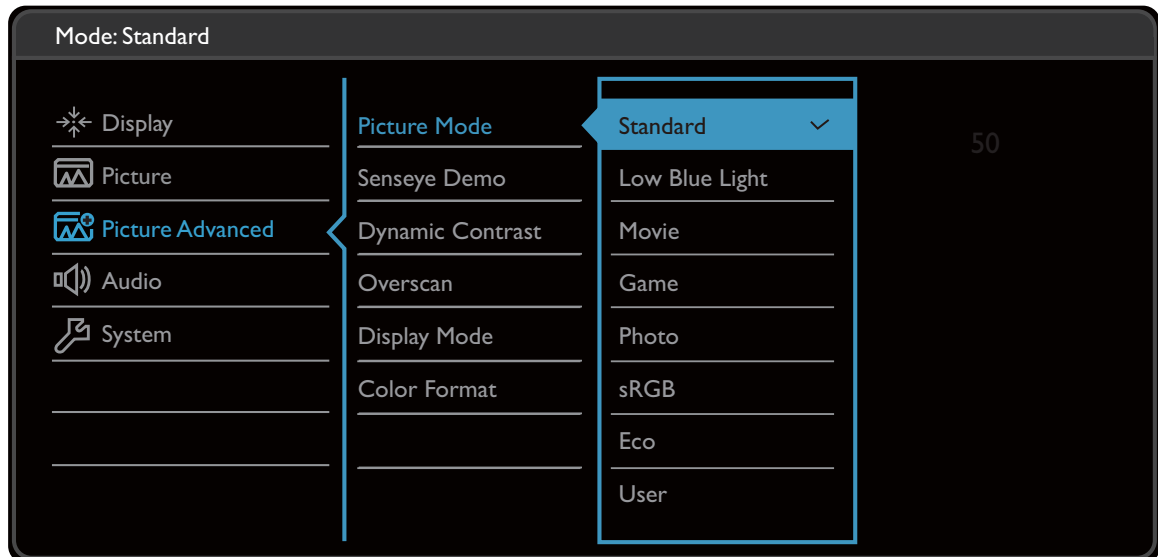 Mode: Standard
Display
Picture
Picture Advanced
Audio
System
Picture Mode
Senseye Demo
Dynamic Contrast
Overscan
Display Mode
Color Format
Standard
Low Blue Light
Movie
Game
Photo
sRGB
Eco
User
50